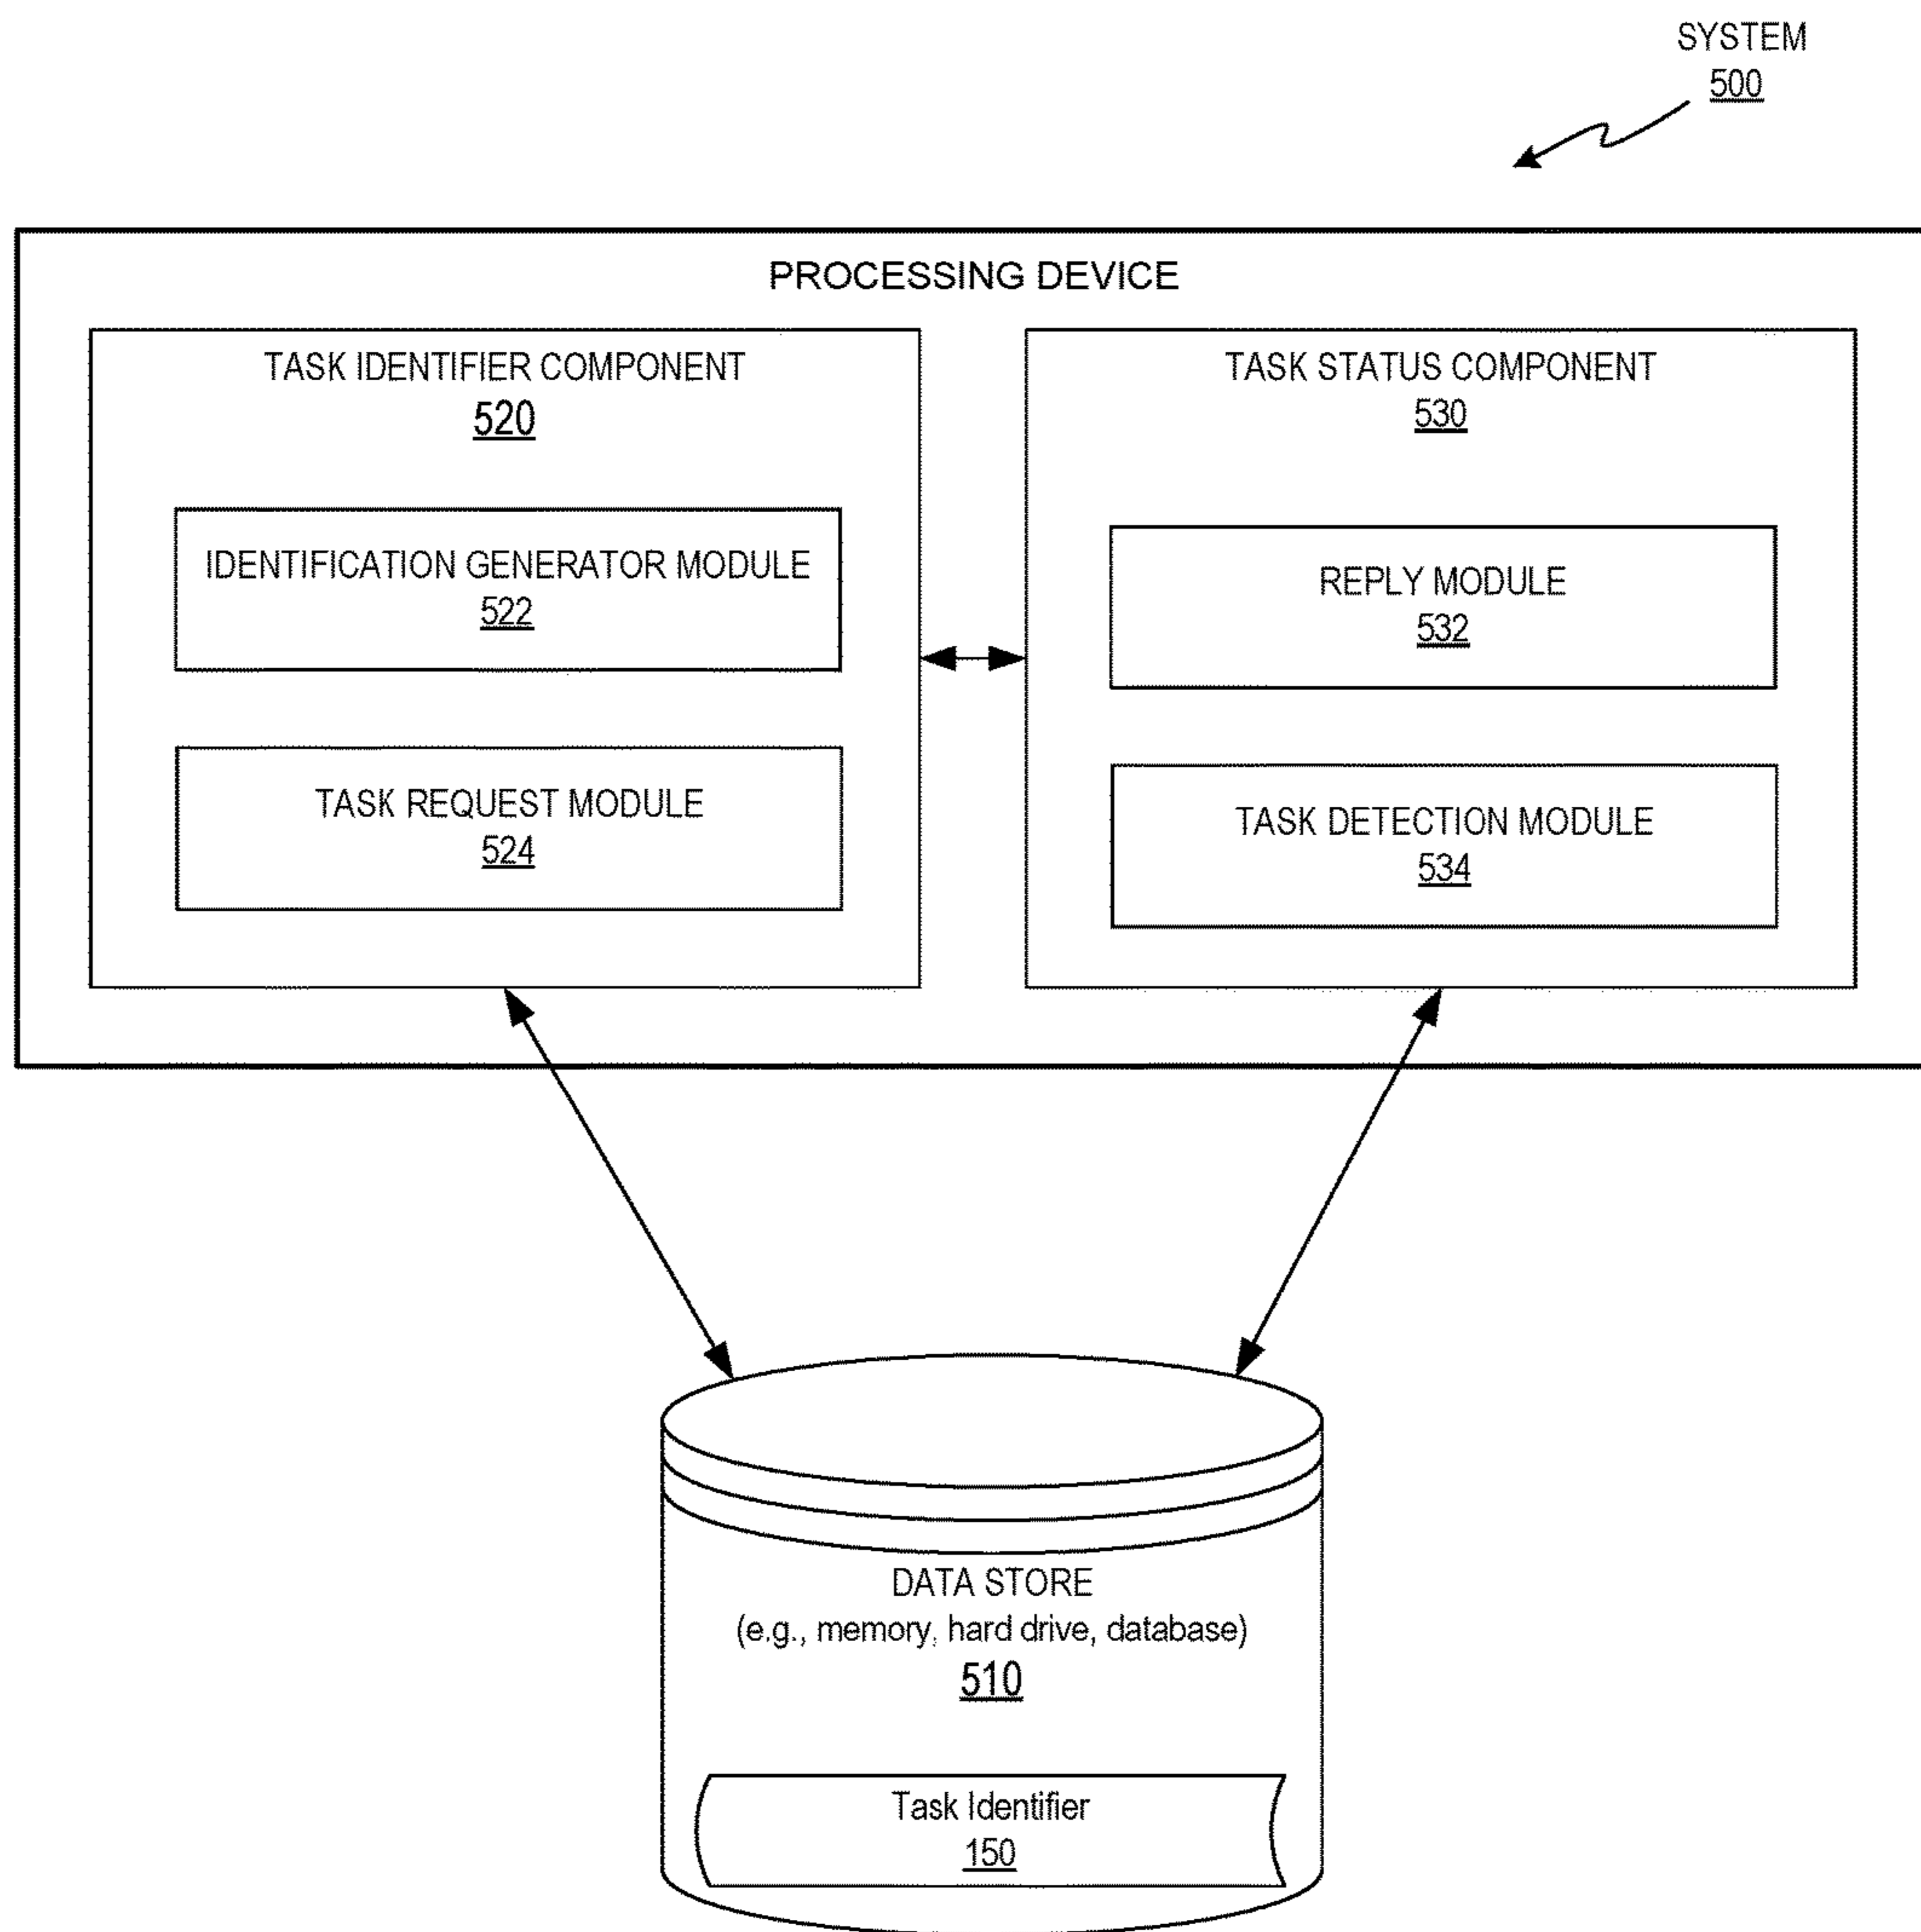 SYSTEM
500
PROCESSING DEVICE
TASK IDENTIFIER COMPONENT
520
IDENTIFICATION GENERATOR MODULE
522
TASK REQUEST MODULE
524
TASK STATUS COMPONENT
530
REPLY MODULE
532
TASK DETECTION MODULE
534
DATA STORE
(e.g., memory, hard drive, database)
510
Task Identifier
150